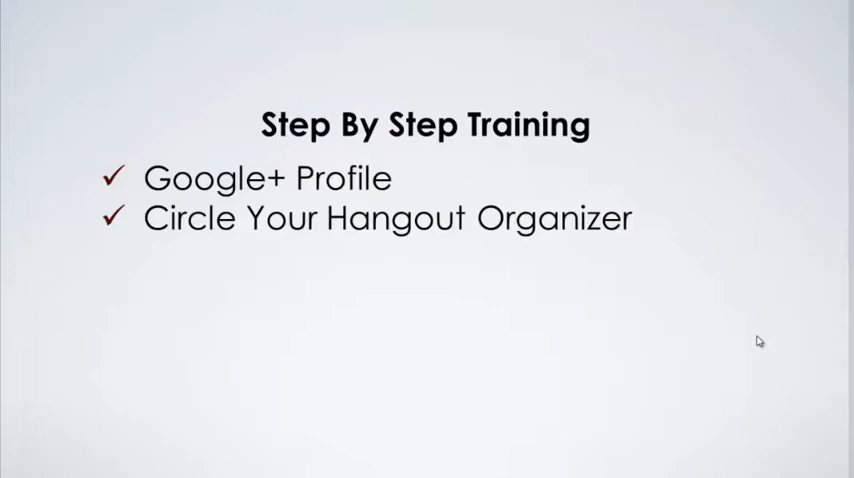 Step By Step Training
✓ Google+ Profile
✓ Circle Your Hangout Organizer